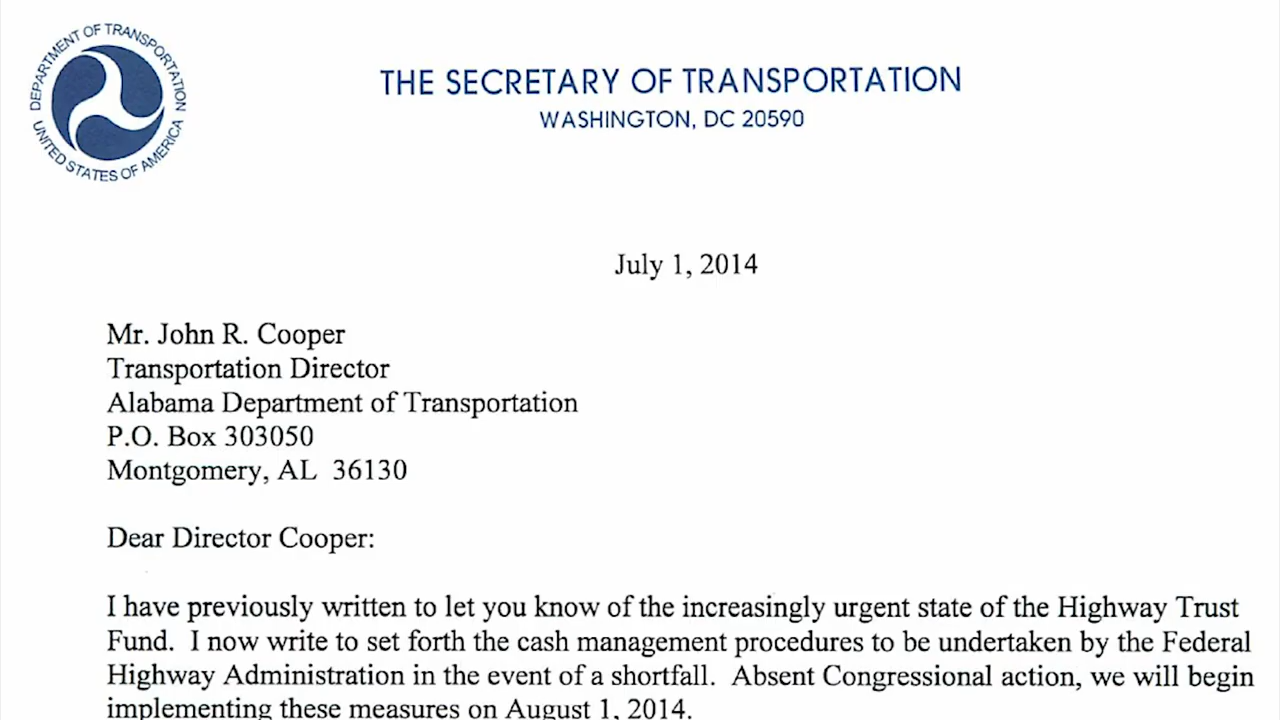 DEPARTMENT OF TRANSPORTATION
UNITED STATES OF AMERICA
THE SECRETARY OF TRANSPORTATION
WASHINGTON, DC 20590
July 1, 2014
Mr. John R. Cooper
Transportation Director
Alabama Department of Transportation
P.O. Box 303050
Montgomery, AL 36130
Dear Director Cooper:
I have previously written to let you know of the increasingly urgent state of the Highway Trust
Fund. I now write to set forth the cash management procedures to be undertaken by the Federal
Highway Administration in the event of a shortfall. Absent Congressional action, we will begin
implementing these measures on August 1, 2014.